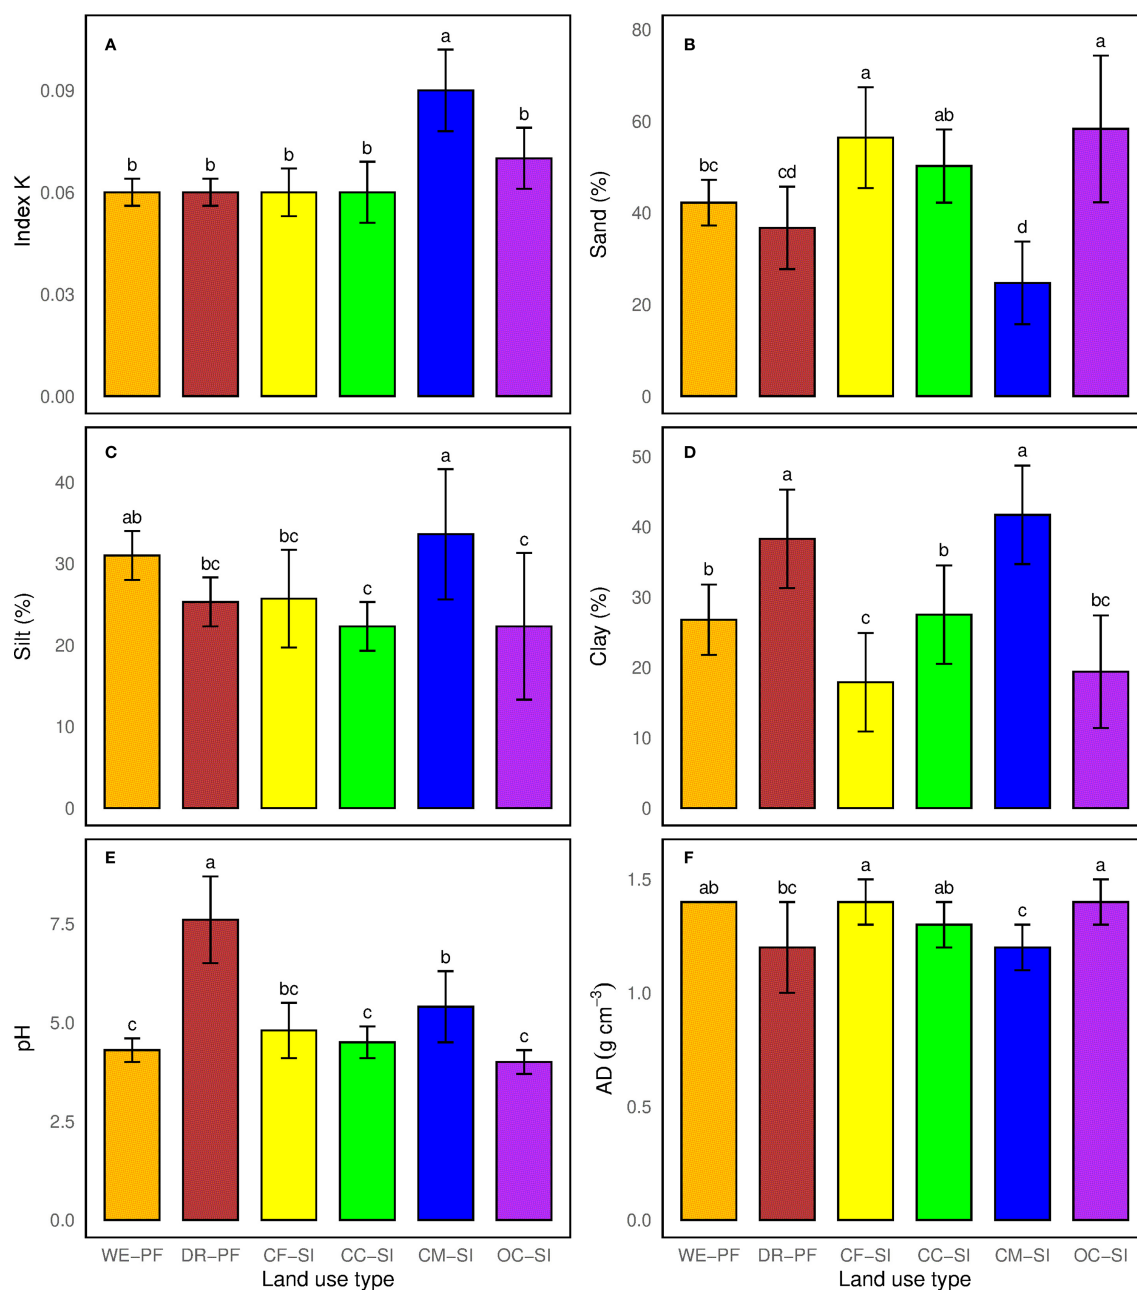 A
a
b
b
b
b
b
0.09
0.06
0.03
0.00
Index K
B
bc
cd
a
ab
d
a
80
60
40
20
0
Sand (%)
C
ab
bc
bc
c
a
c
40
30
20
10
0
Silt (%)
D
b
a
c
b
a
bc
50
40
30
20
10
0
Clay (%)
E
c
a
bc
c
b
c
7.5
5.0
2.5
0.0
pH
WE−PF DR−PF CF−SI CC−SI CM−SI OC−SI
Land use type
F
ab
bc
a
ab
c
a
1.5
1.0
0.5
0.0
AD (g cm⁻³)
WE−PF DR−PF CF−SI CC−SI CM−SI OC−SI
Land use type